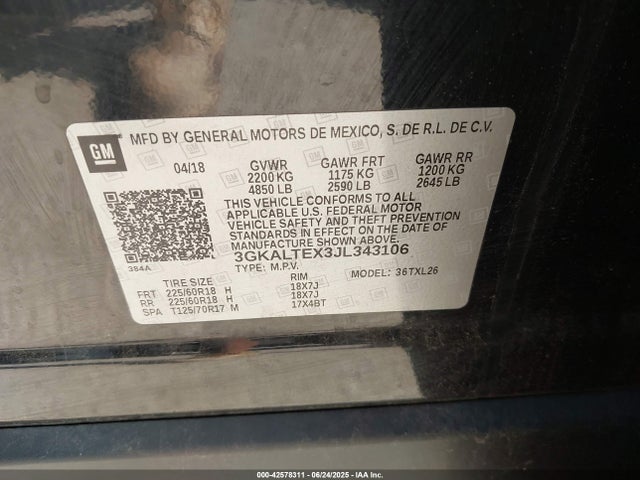 GM
MFD BY GENERAL MOTORS DE MEXICO, S. DE R.L. DE C.V.
04/18 GVWR GAWR FRT GAWR RR
2200 KG 1175 KG 1200 KG
4850 LB 2590 LB 2645 LB
THIS VEHICLE CONFORMS TO ALL
APPLICABLE U.S. FEDERAL MOTOR
VEHICLE SAFETY AND THEFT PREVENTION
STANDARDS IN EFFECT ON THE DATE OF
MANUFACTURE SHOWN ABOVE.
384A
3GKALTEX3JL343106
TYPE: M.P.V. MODEL: 36TXL26
TIRE SIZE RIM
FRT 225/60R18 H 18X7J
RR 225/60R18 H 18X7J
SPA T125/70R17 M 17X4BT
000-42578311 - 06/24/2025 - IAA Inc.